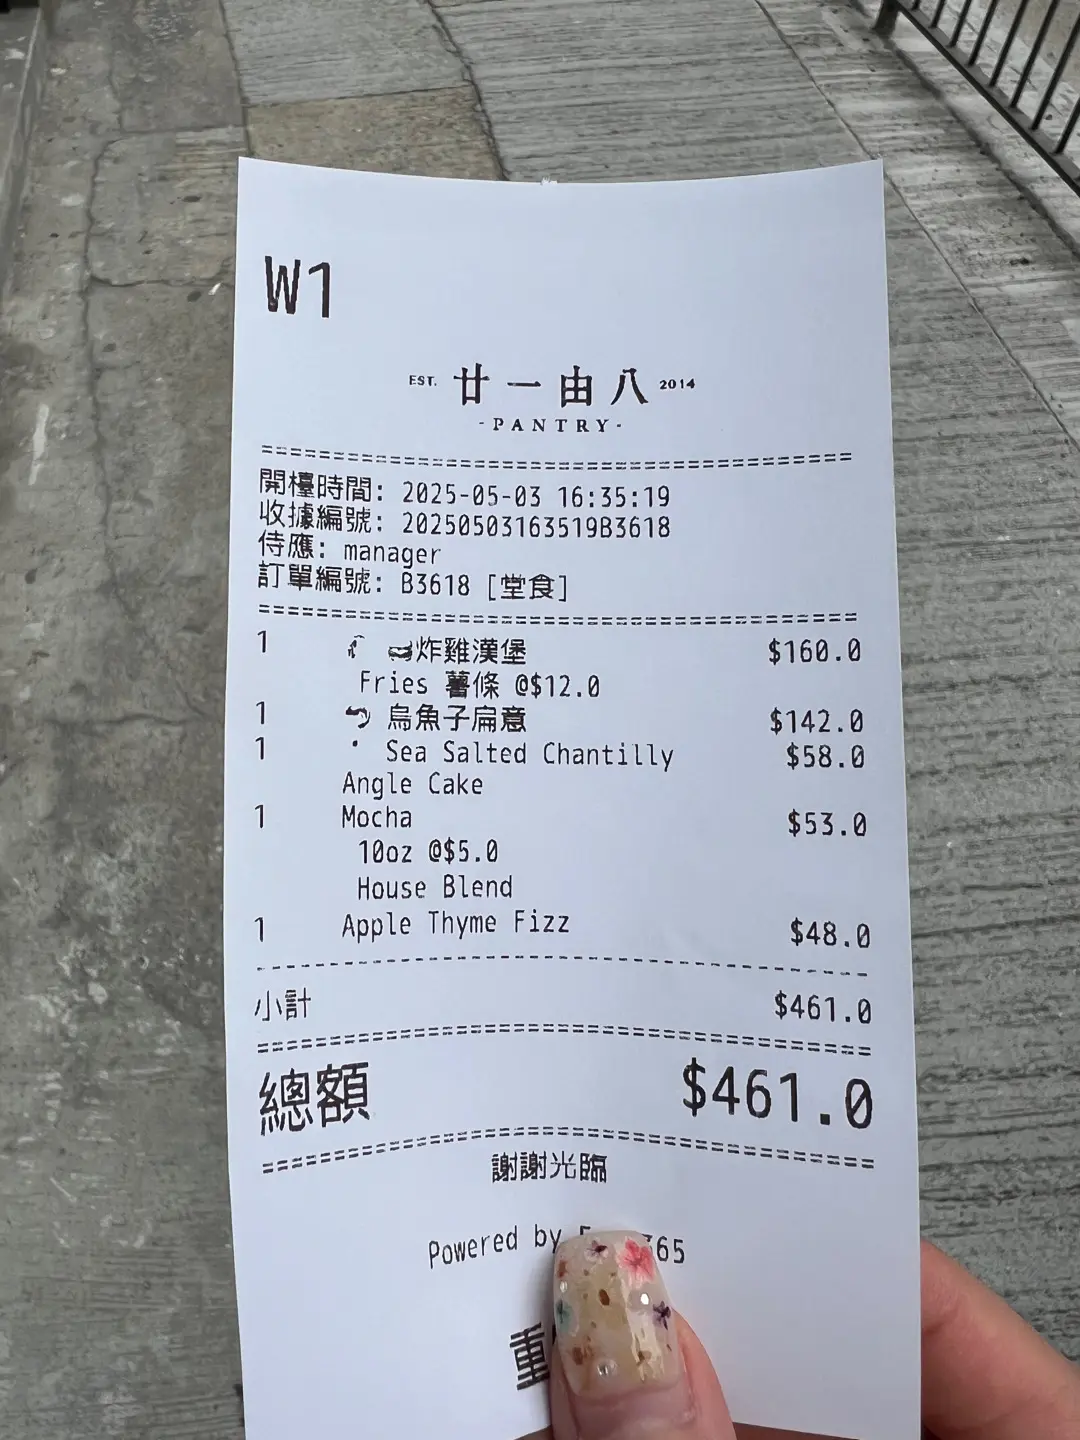 W1
EST. 廿一由八 2014
-PANTRY-
開檯時間: 2025-05-03 16:35:19
收據編號: 20250503163519B3618
侍應: manager
訂單編號: B3618 [堂食]
1 炸雞漢堡 $160.0
Fries 薯條 @$12.0
1 烏魚子扁意 $142.0
1 Sea Salted Chantilly $58.0
Angle Cake
1 Mocha $53.0
10oz @$5.0
House Blend
1 Apple Thyme Fizz $48.0
小計 $461.0
總額 $461.0
謝謝光臨
Powered by 365
重